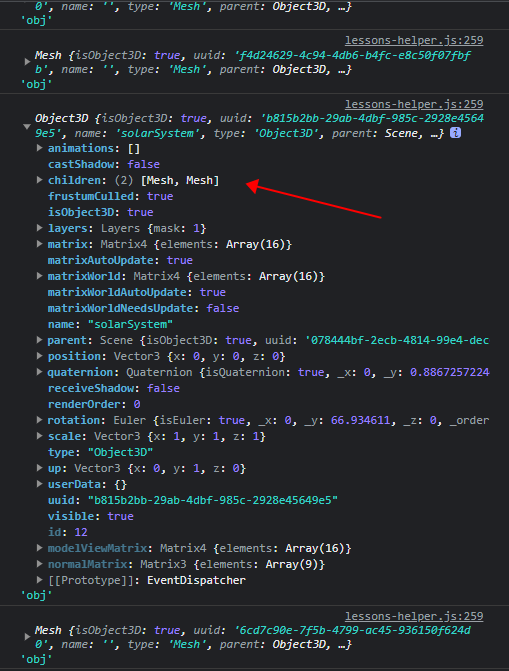 0', name: '', type: 'Mesh', parent: Object3D, …}
'obj'
lessons-helper.js:259
Mesh {isObject3D: true, uuid: 'f4d24629-4c94-4db6-b4fc-e8c50f07fbf
b', name: '', type: 'Mesh', parent: Object3D, …}
'obj'
lessons-helper.js:259
Object3D {isObject3D: true, uuid: 'b815b2bb-29ab-4dbf-985c-2928e4564
9e5', name: 'solarSystem', type: 'Object3D', parent: Scene, …} i
animations: []
castShadow: false
children: (2) [Mesh, Mesh]
frustumCulled: true
isObject3D: true
layers: Layers {mask: 1}
matrix: Matrix4 {elements: Array(16)}
matrixAutoUpdate: true
matrixWorld: Matrix4 {elements: Array(16)}
matrixWorldAutoUpdate: true
matrixWorldNeedsUpdate: false
name: "solarSystem"
parent: Scene {isObject3D: true, uuid: '078444bf-2ecb-4814-99e4-dec
position: Vector3 {x: 0, y: 0, z: 0}
quaternion: Quaternion {isQuaternion: true, _x: 0, _y: 0.8867257224
receiveShadow: false
renderOrder: 0
rotation: Euler {isEuler: true, _x: 0, _y: 66.934611, _z: 0, _order
scale: Vector3 {x: 1, y: 1, z: 1}
type: "Object3D"
up: Vector3 {x: 0, y: 1, z: 0}
userData: {}
uuid: "b815b2bb-29ab-4dbf-985c-2928e45649e5"
visible: true
id: 12
modelViewMatrix: Matrix4 {elements: Array(16)}
normalMatrix: Matrix3 {elements: Array(9)}
[[Prototype]]: EventDispatcher
'obj'
lessons-helper.js:259
Mesh {isObject3D: true, uuid: '6cd7c90e-7f5b-4799-ac45-936150f624d
0', name: '', type: 'Mesh', parent: Object3D, …}
'obj'